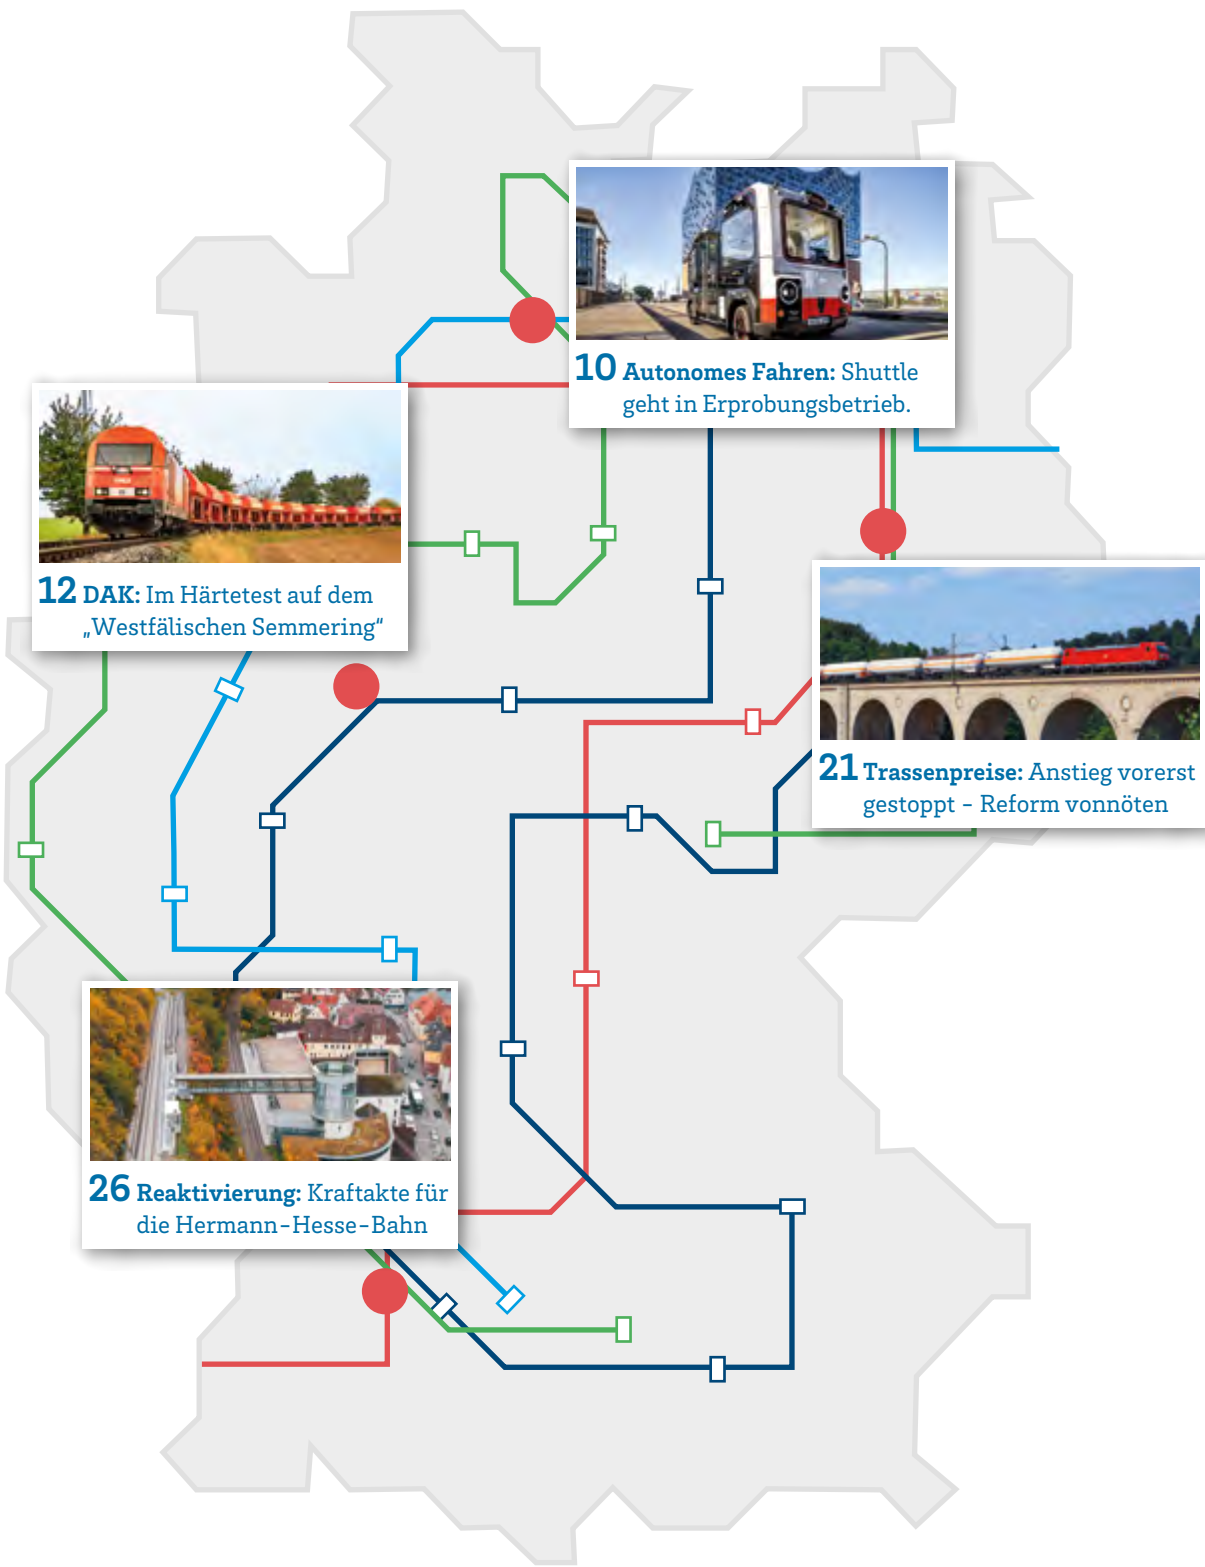 10 Autonomes Fahren: Shuttle
geht in Erprobungsbetrieb.
12 DAK: Im Härtetest auf dem
„Westfälischen Semmering“
21 Trassenpreise: Anstieg vorerst
gestoppt – Reform vonnöten
26 Reaktivierung: Kraftakte für
die Hermann-Hesse-Bahn